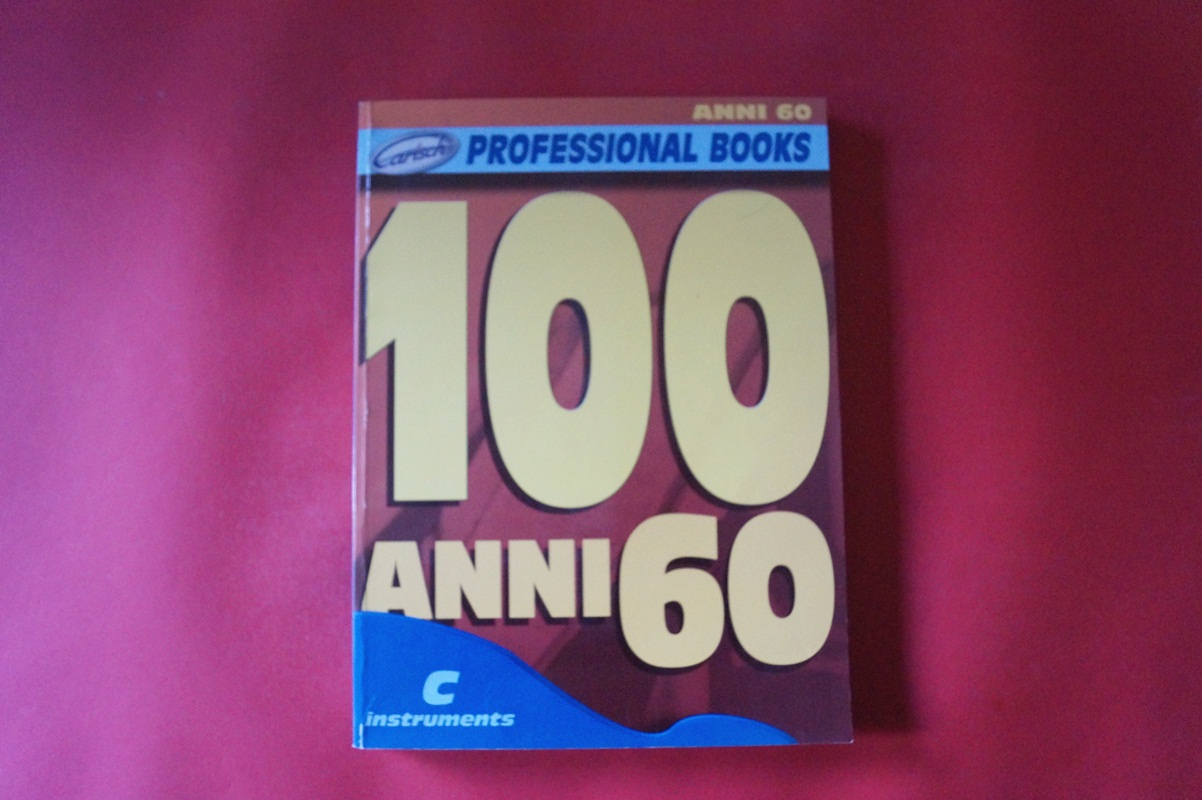 ANNI 60
Carisch PROFESSIONAL BOOKS
100
ANNI 60
C
instruments